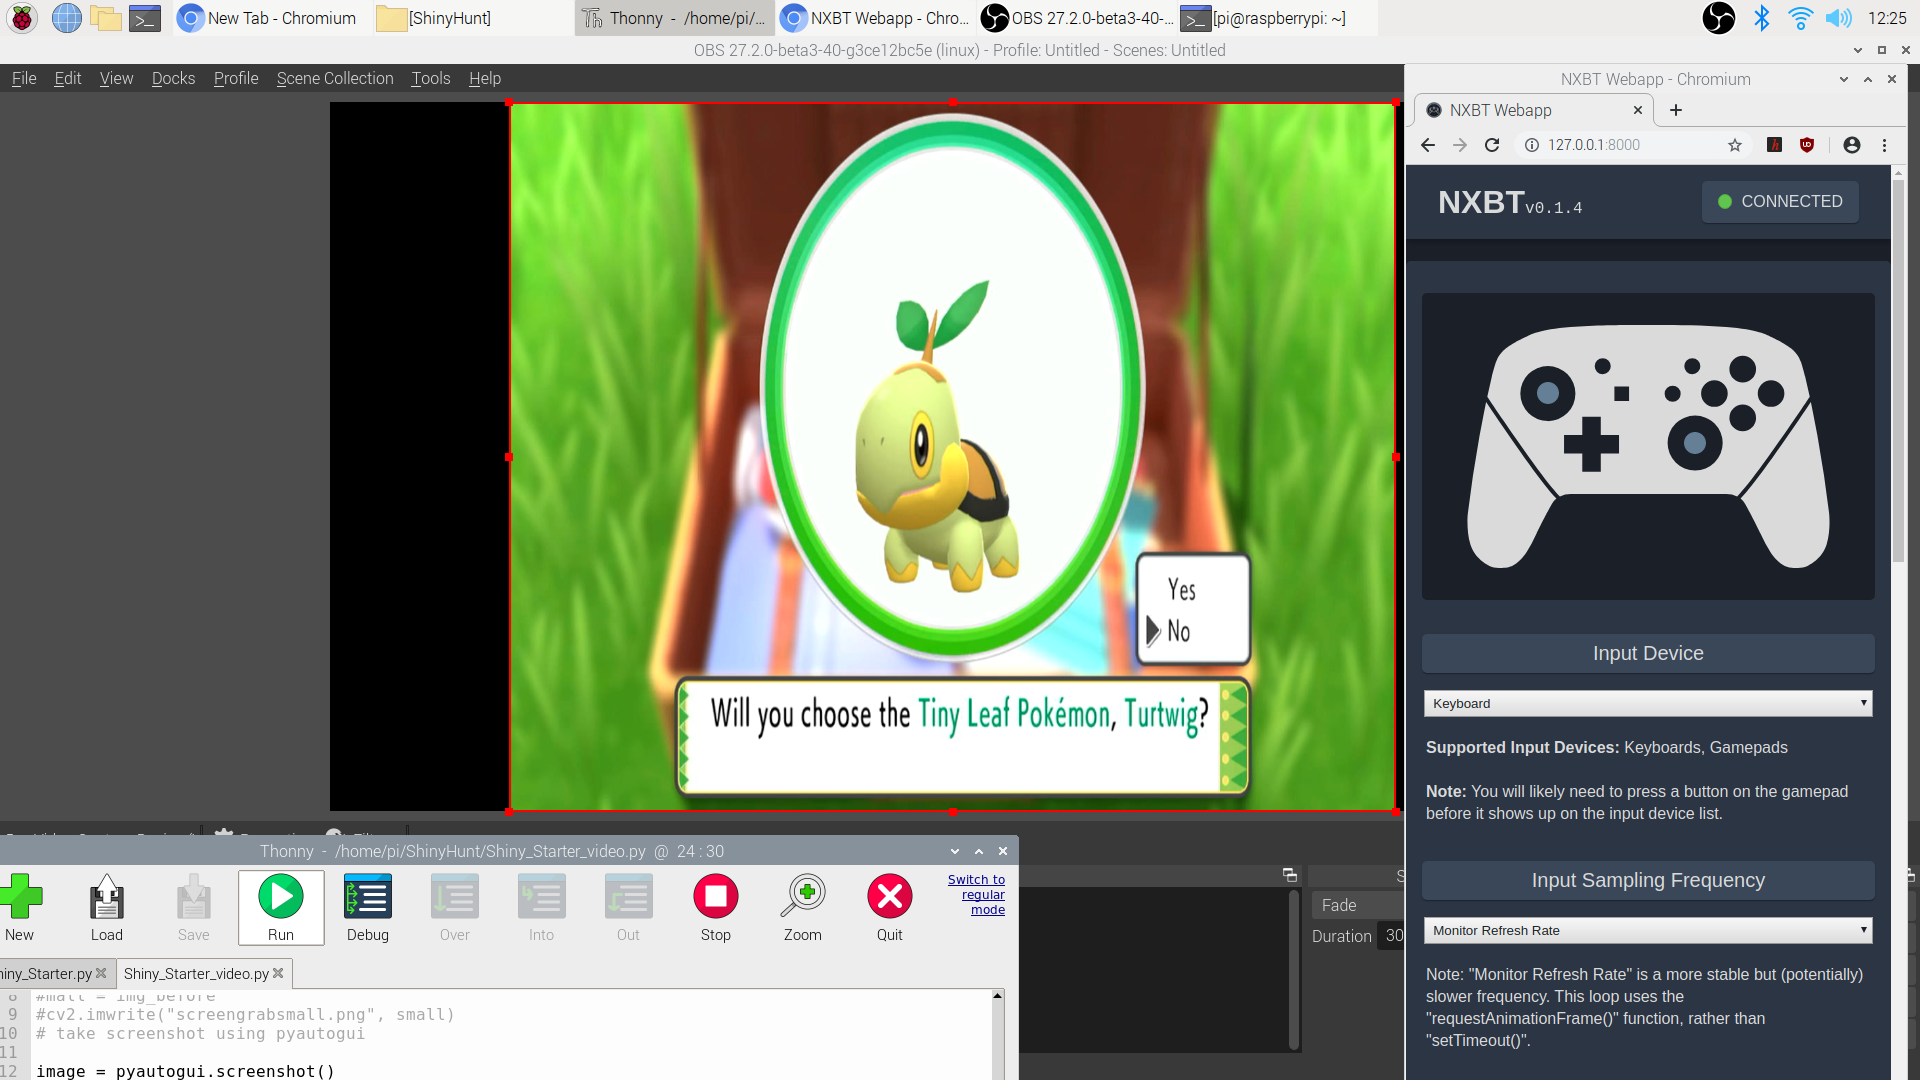 New Tab - Chromium
[ShinyHunt]
Thonny - /home/pi/...
NXBT Webapp - Chro...
OBS 27.2.0-beta3-40-...
[pi@raspberrypi: ~]
12:25
OBS 27.2.0-beta3-40-g3ce12bc5e (linux) - Profile: Untitled - Scenes: Untitled
File Edit View Docks Profile Scene Collection Tools Help
NXBT Webapp - Chromium
NXBT Webapp
127.0.0.1:8000
NXBT v0.1.4
CONNECTED
Yes
No
Will you choose the Tiny Leaf Pokémon, Turtwig?
Input Device
Keyboard
Supported Input Devices: Keyboards, Gamepads
Note: You will likely need to press a button on the gamepad
before it shows up on the input device list.
Input Sampling Frequency
Monitor Refresh Rate
Note: "Monitor Refresh Rate" is a more stable but (potentially)
slower frequency. This loop uses the
"requestAnimationFrame()" function, rather than
"setTimeout()".
Fade
Duration 30
Thonny - /home/pi/ShinyHunt/Shiny_Starter_video.py @ 24 : 30
New Load Save Run Debug Over Into Out Stop Zoom Quit
Switch to
regular
mode
hiny_Starter.py
Shiny_Starter_video.py
8 #mall = img_before
9 #cv2.imwrite("screengrabsmall.png", small)
10 # take screenshot using pyautogui
11
12 image = pyautogui.screenshot()